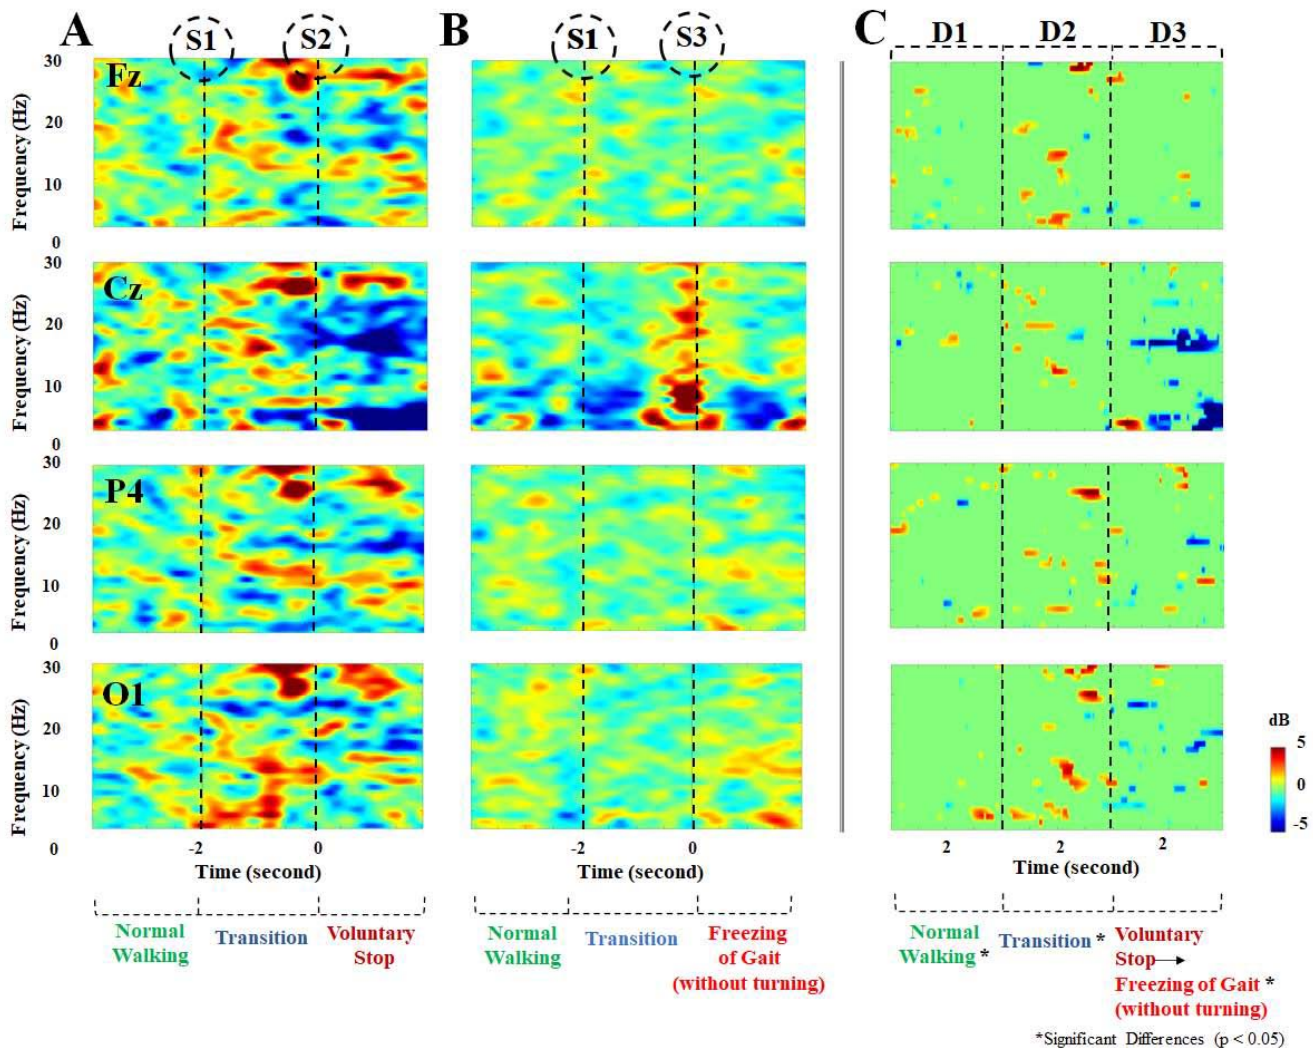 A
S1
S2
B
S1
S3
C
D1
D2
D3
Fz
Frequency (Hz)
30
20
10
0
Cz
Frequency (Hz)
30
20
10
0
P4
Frequency (Hz)
30
20
10
0
O1
Frequency (Hz)
30
20
10
0
dB
5
0
-5
-2
0
Time (second)
-2
0
Time (second)
2
2
2
Time (second)
Normal
Walking
Transition
Voluntary
Stop
Normal
Walking
Transition
Freezing
of Gait
(without turning)
Normal
Walking *
Transition *
Voluntary
Stop→
Freezing of Gait *
(without turning)
*Significant Differences (p < 0.05)